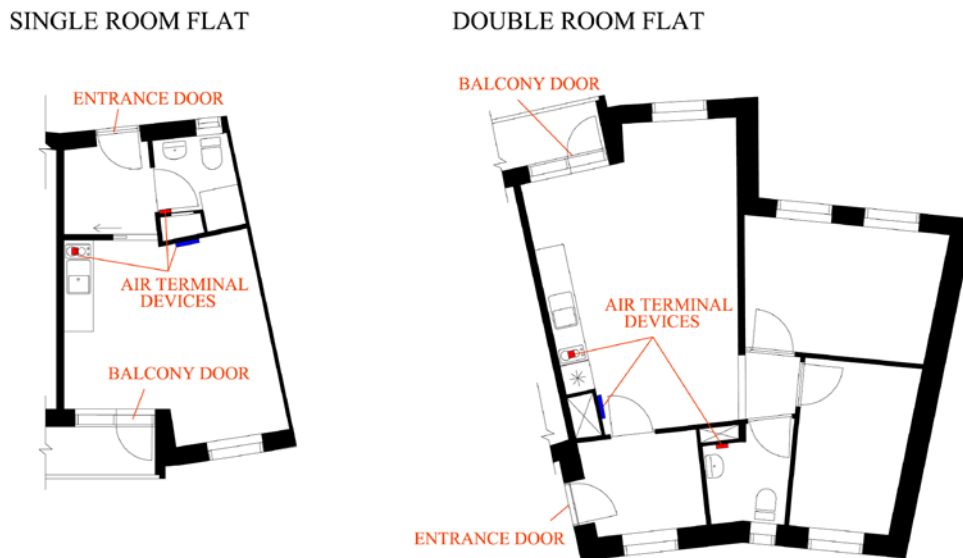 SINGLE ROOM FLAT
ENTRANCE DOOR
AIR TERMINAL
DEVICES
BALCONY DOOR
DOUBLE ROOM FLAT
BALCONY DOOR
AIR TERMINAL
DEVICES
ENTRANCE DOOR